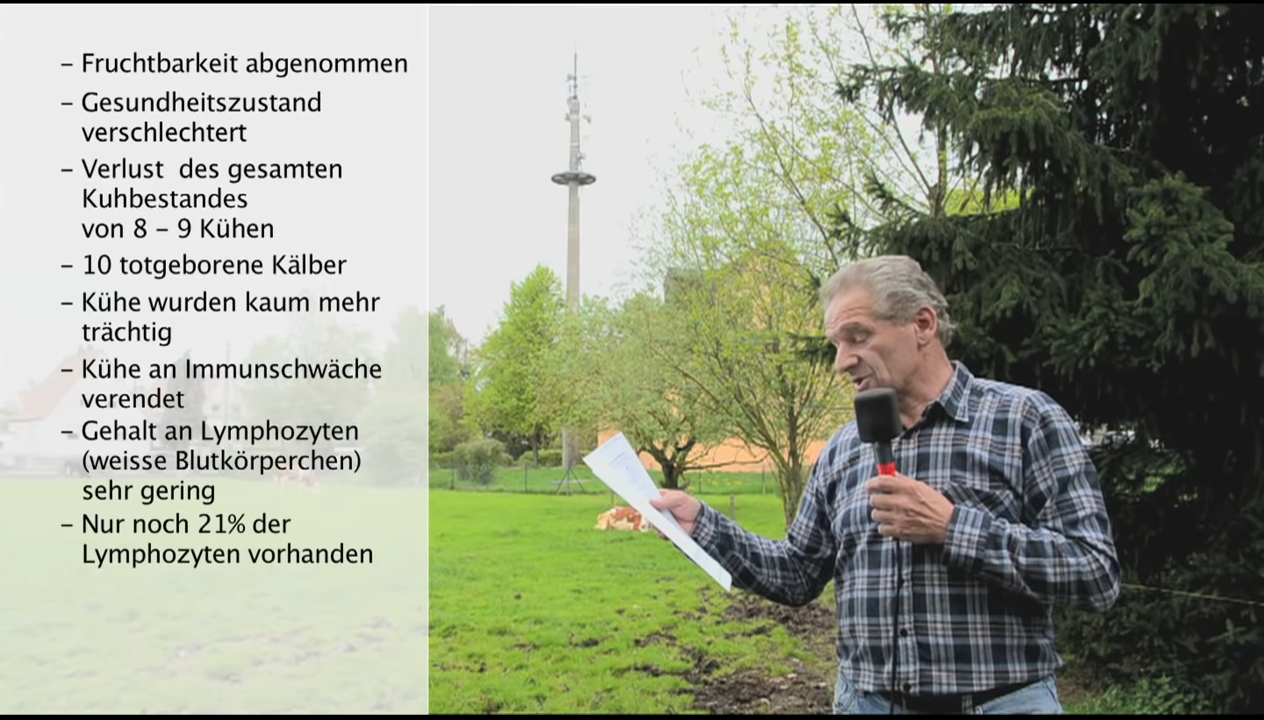 – Fruchtbarkeit abgenommen
– Gesundheitszustand
verschlechtert
– Verlust des gesamten
Kuhbestandes
von 8 – 9 Kühen
– 10 totgeborene Kälber
– Kühe wurden kaum mehr
trächtig
– Kühe an Immunschwäche
verendet
– Gehalt an Lymphozyten
(weisse Blutkörperchen)
sehr gering
– Nur noch 21% der
Lymphozyten vorhanden